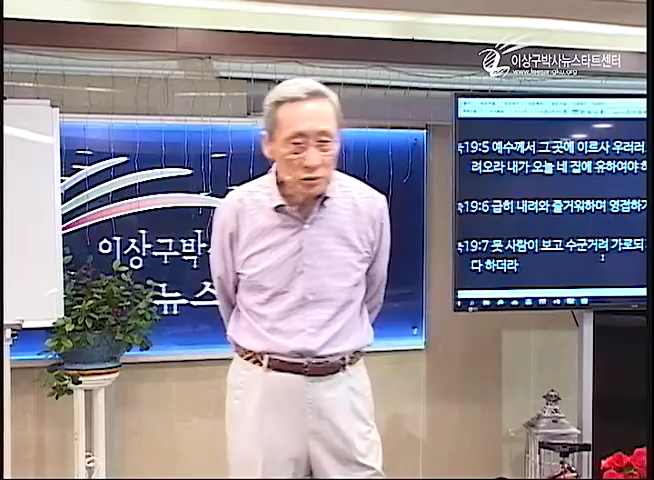 이상구박사뉴스타트센터
www.leesangku.org
이상구박
뉴스
19:5 예수께서 그 곳에 이르사 우러러
려오라 내가 오늘 네 집에 유하여야
19:6 급히 내려와 즐거워하며 영접하
19:7 뭇 사람이 보고 수군거려 가로되
다 하더라